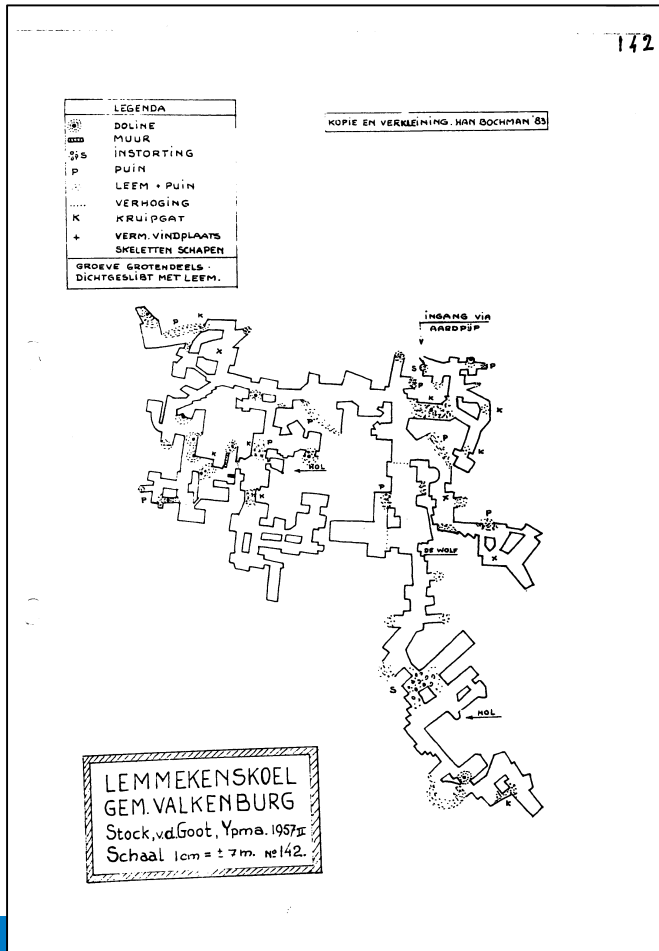 142
LEGENDA
DOLINE
MUUR
S INSTORTING
P PUIN
LEEM + PUIN
VERHOGING
K KRUIPGAT
+ VERM. VINDPLAATS
SKELETTEN SCHAPEN
GROEVE GROTENDEELS
DICHTGESLIBT MET LEEM.
KOPIE EN VERKLEINING. HAN BOCHMAN '83
INGANG VIA
AARDPIJP
P
K
S
P
P
K
K
K
P
P
K
K
P
HOL
K
P
P
P
DE WOLF
S
HOL
K
LEMMEKENSKOEL
GEM. VALKENBURG
Stock, v.d. Goot, Ypma. 1957 II
Schaal 1cm = ± 7m. No 142.